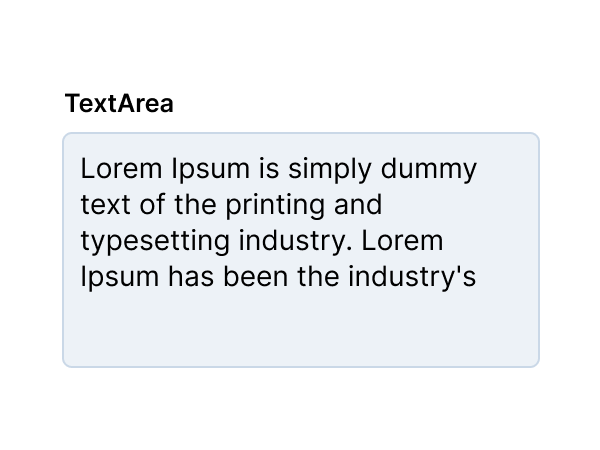 TextArea
Lorem Ipsum is simply dummy
text of the printing and
typesetting industry. Lorem
Ipsum has been the industry's